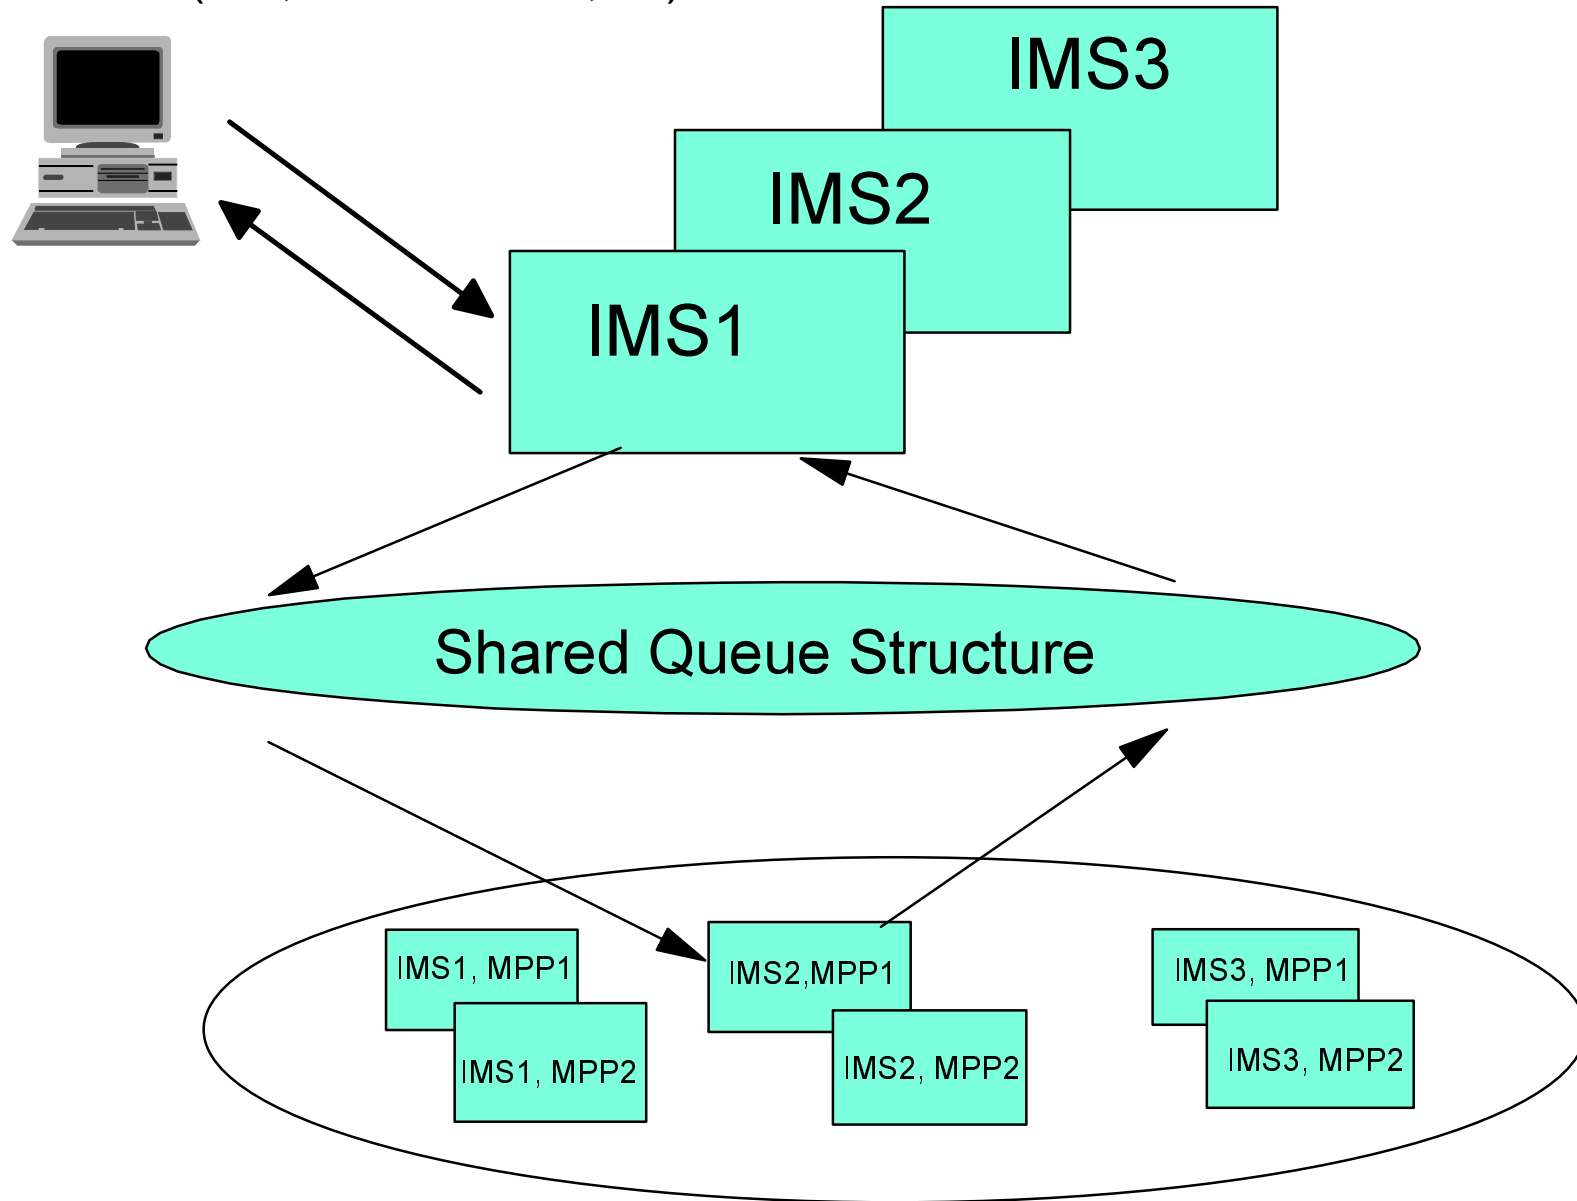 IMS3
IMS2
IMS1
Shared Queue Structure
IMS1, MPP1
IMS2,MPP1
IMS3, MPP1
IMS1, MPP2
IMS2, MPP2
IMS3, MPP2